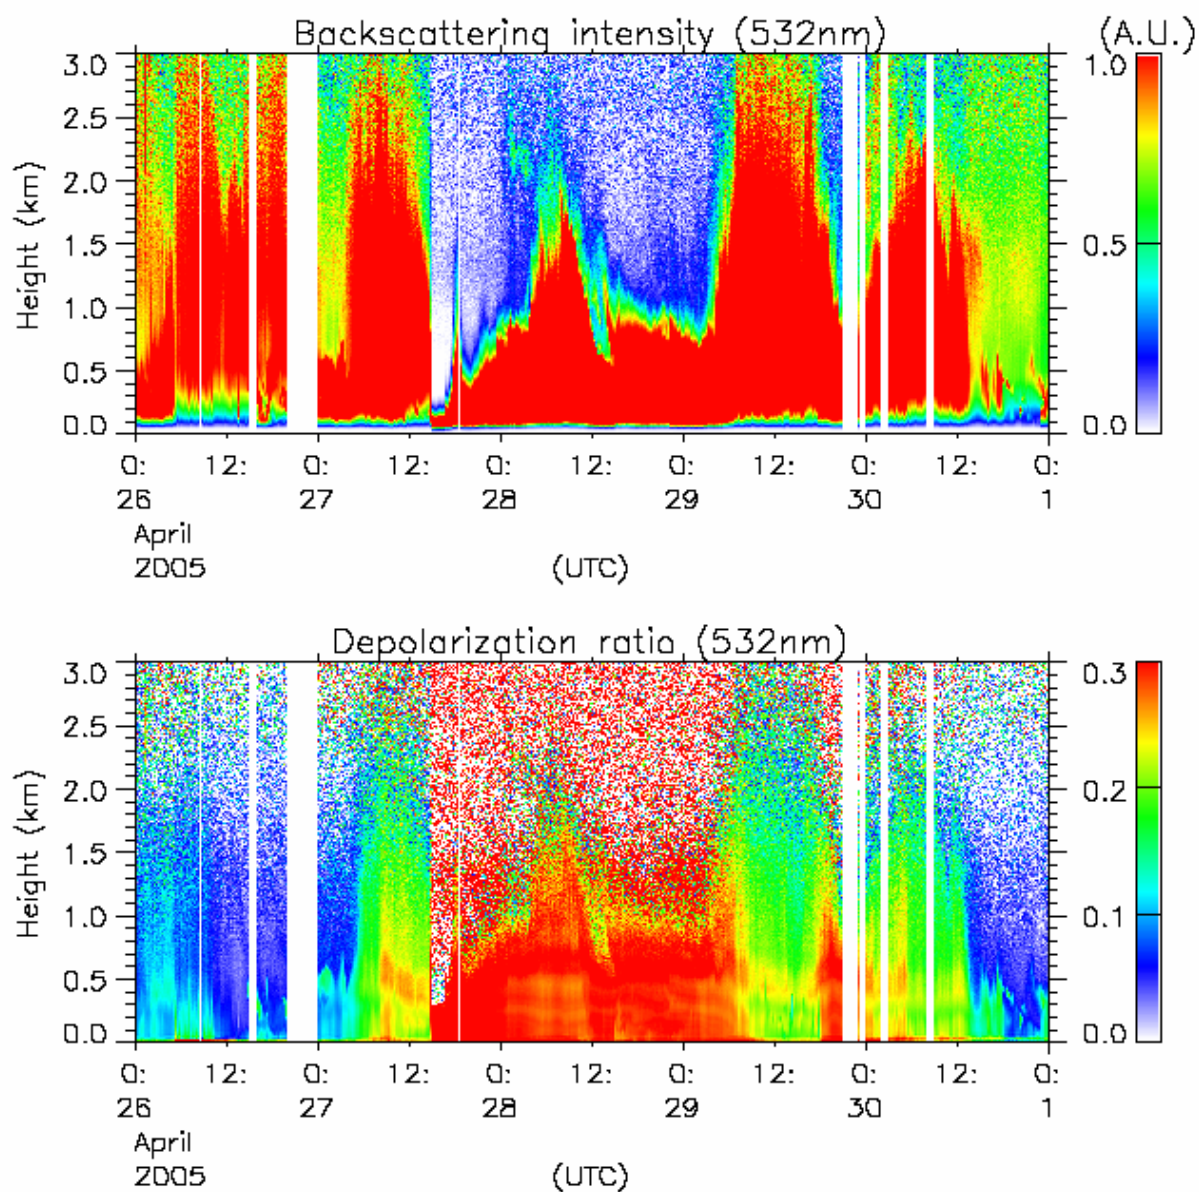 Backscattering intensity (532nm)
(A.U.)
3.0
2.5
2.0
1.5
1.0
0.5
0.0
Height (km)
1.0
0.5
0.0
0: 12: 0: 12: 0: 12: 0: 12: 0: 12: 0:
26 27 28 29 30 1
April
2005
(UTC)
Depolarization ratio (532nm)
3.0
2.5
2.0
1.5
1.0
0.5
0.0
Height (km)
0.3
0.2
0.1
0.0
0: 12: 0: 12: 0: 12: 0: 12: 0: 12: 0:
26 27 28 29 30 1
April
2005
(UTC)